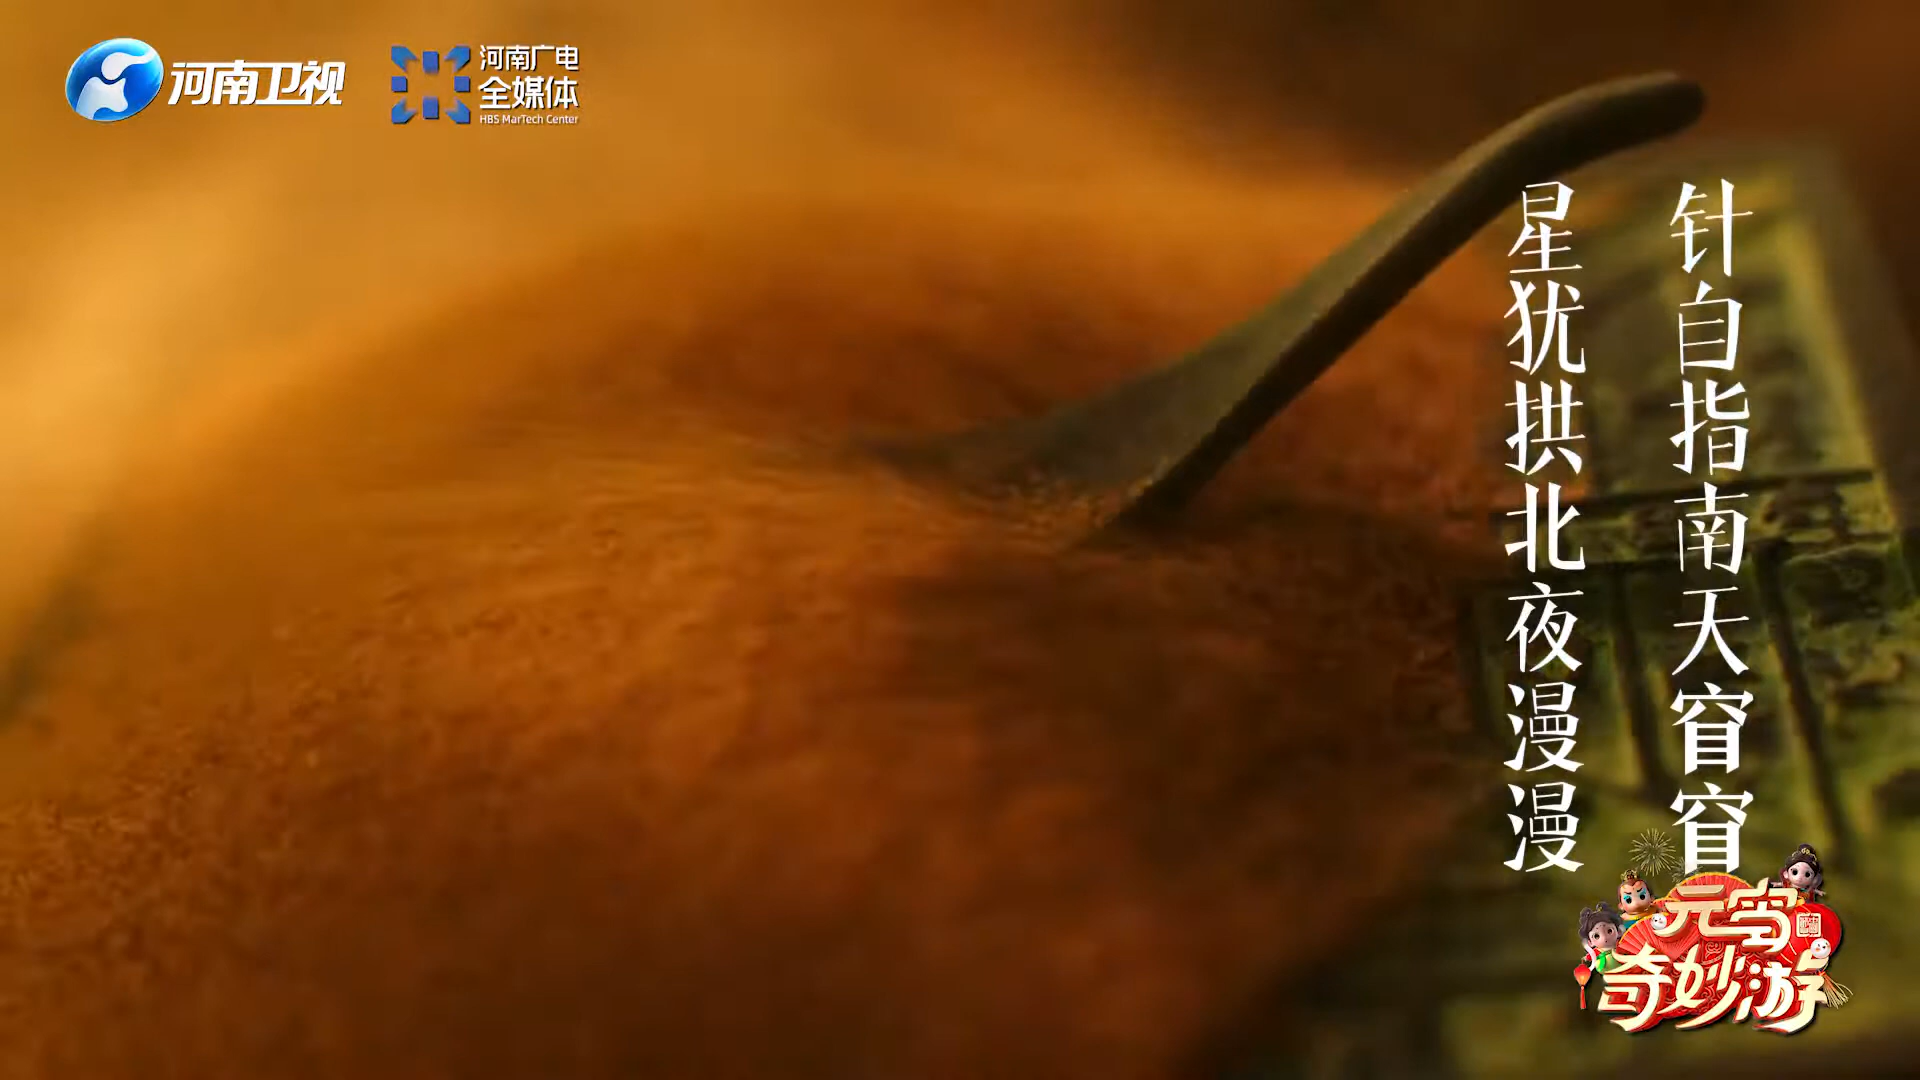 河南卫视
河南广电
全媒体
HBS MarTech Center
针自指南天窅窅
星犹拱北夜漫漫
元宵
奇妙游